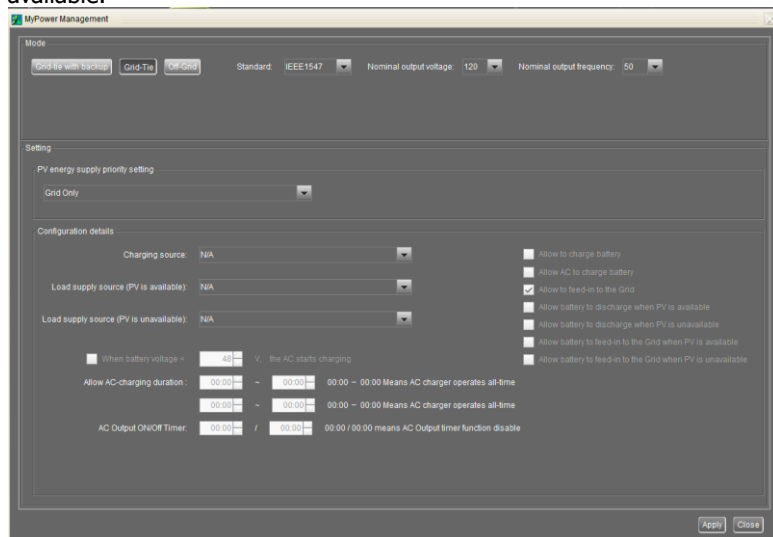 available.
MyPower Management
Mode
Grid-tie with backup Grid-Tie Off-Grid Standard: IEEE1547 Nominal output voltage: 120 Nominal output frequency: 50
Setting
PV energy supply priority setting
Grid Only
Configuration details
Charging source: N/A
Allow to charge battery
Allow AC to charge battery
Load supply source (PV is available): N/A
Allow to feed-in to the Grid
Allow battery to discharge when PV is available
Load supply source (PV is unavailable): N/A
Allow battery to discharge when PV is unavailable
Allow battery to feed-in to the Grid when PV is available
When battery voltage < 48 V, the AC starts charging
Allow battery to feed-in to the Grid when PV is unavailable
Allow AC-charging duration : 00:00 ~ 00:00 00:00 ~ 00:00 Means AC charger operates all-time
00:00 ~ 00:00 00:00 ~ 00:00 Means AC charger operates all-time
AC Output ON/Off Timer: 00:00 / 00:00 00:00 / 00:00 means AC Output timer function disable
Apply Close